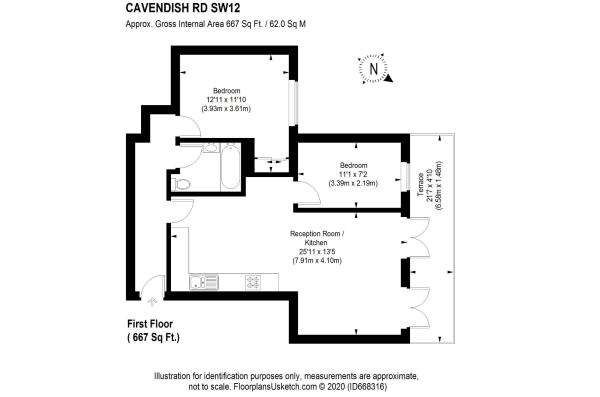 CAVENDISH RD SW12
Approx. Gross Internal Area 667 Sq Ft. / 62.0 Sq M
N
Bedroom
12'11 x 11'10
(3.93m x 3.61m)
Bedroom
11'1 x 7'2
(3.39m x 2.19m)
Terrace
21'7 x 4'10
(6.58m x 1.48m)
Reception Room /
Kitchen
25'11 x 13'5
(7.91m x 4.10m)
First Floor
( 667 Sq Ft.)
Illustration for identification purposes only, measurements are approximate,
not to scale. FloorplansUsketch.com © 2020 (ID668316)